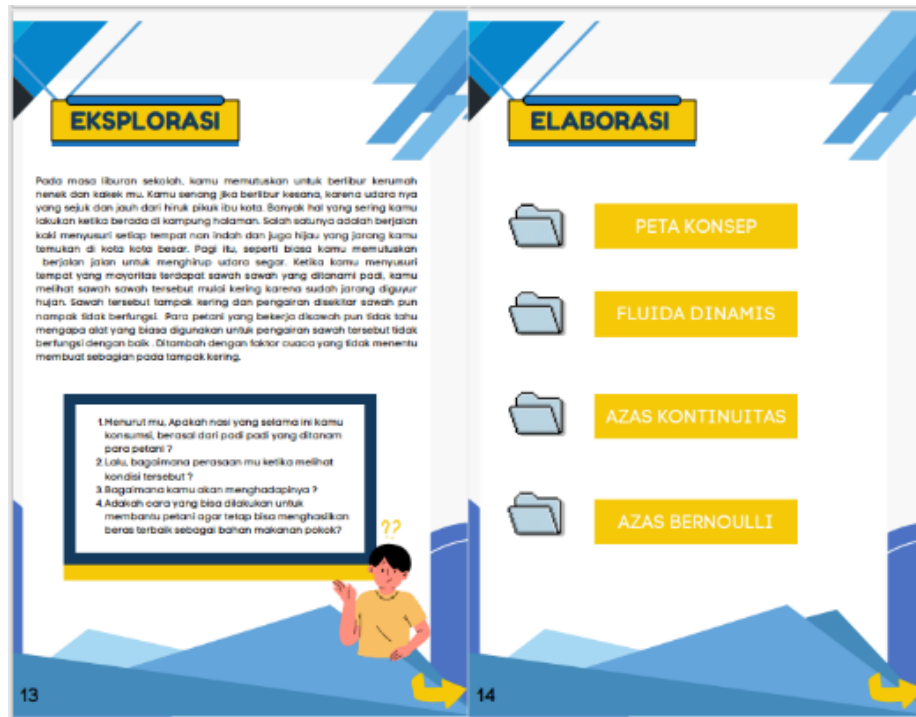 EKSPLORASI
Pada masa liburan sekolah, kamu memutuskan untuk berlibur kerumah
nenek dan kakek mu. Kamu senang jika berlibur kesana, karena udara nya
yang sejuk dan jauh dari hiruk pikuk ibu kota. Banyak hal yang sering kamu
lakukan ketika berada di kampung halaman. Salah satunya adalah berjalan
kaki menyusuri setiap tempat nan indah dan juga hijau yang jarang kamu
temukan di kota kota besar. Pagi itu, seperti biasa kamu memutuskan
berjalan jalan untuk menghirup udara segar. Ketika kamu menyusuri
tempat yang mayoritas terdapat sawah sawah yang ditanami padi, kamu
melihat sawah sawah tersebut mulai kering karena sudah jarang diguyur
hujan. Sawah tersebut tampak kering dan pengairan disekitar sawah pun
nampak tidak berfungsi. Para petani yang bekerja disawah pun tidak tahu
mengapa alat yang biasa digunakan untuk pengairan sawah tersebut tidak
berfungsi dengan baik . Ditambah dengan faktor cuaca yang tidak menentu
membuat sebagian padi tampak kering.
1.Menurut mu, Apakah nasi yang selama ini kamu
konsumsi, berasal dari padi padi yang ditanam
para petani ?
2.Lalu, bagaimana perasaan mu ketika melihat
kondisi tersebut ?
3.Bagaimana kamu akan menghadapinya ?
4.Adakah cara yang bisa dilakukan untuk
membantu petani agar tetap bisa menghasilkan
beras terbaik sebagai bahan makanan pokok?
??
13
ELABORASI
PETA KONSEP
FLUIDA DINAMIS
AZAS KONTINUITAS
AZAS BERNOULLI
14